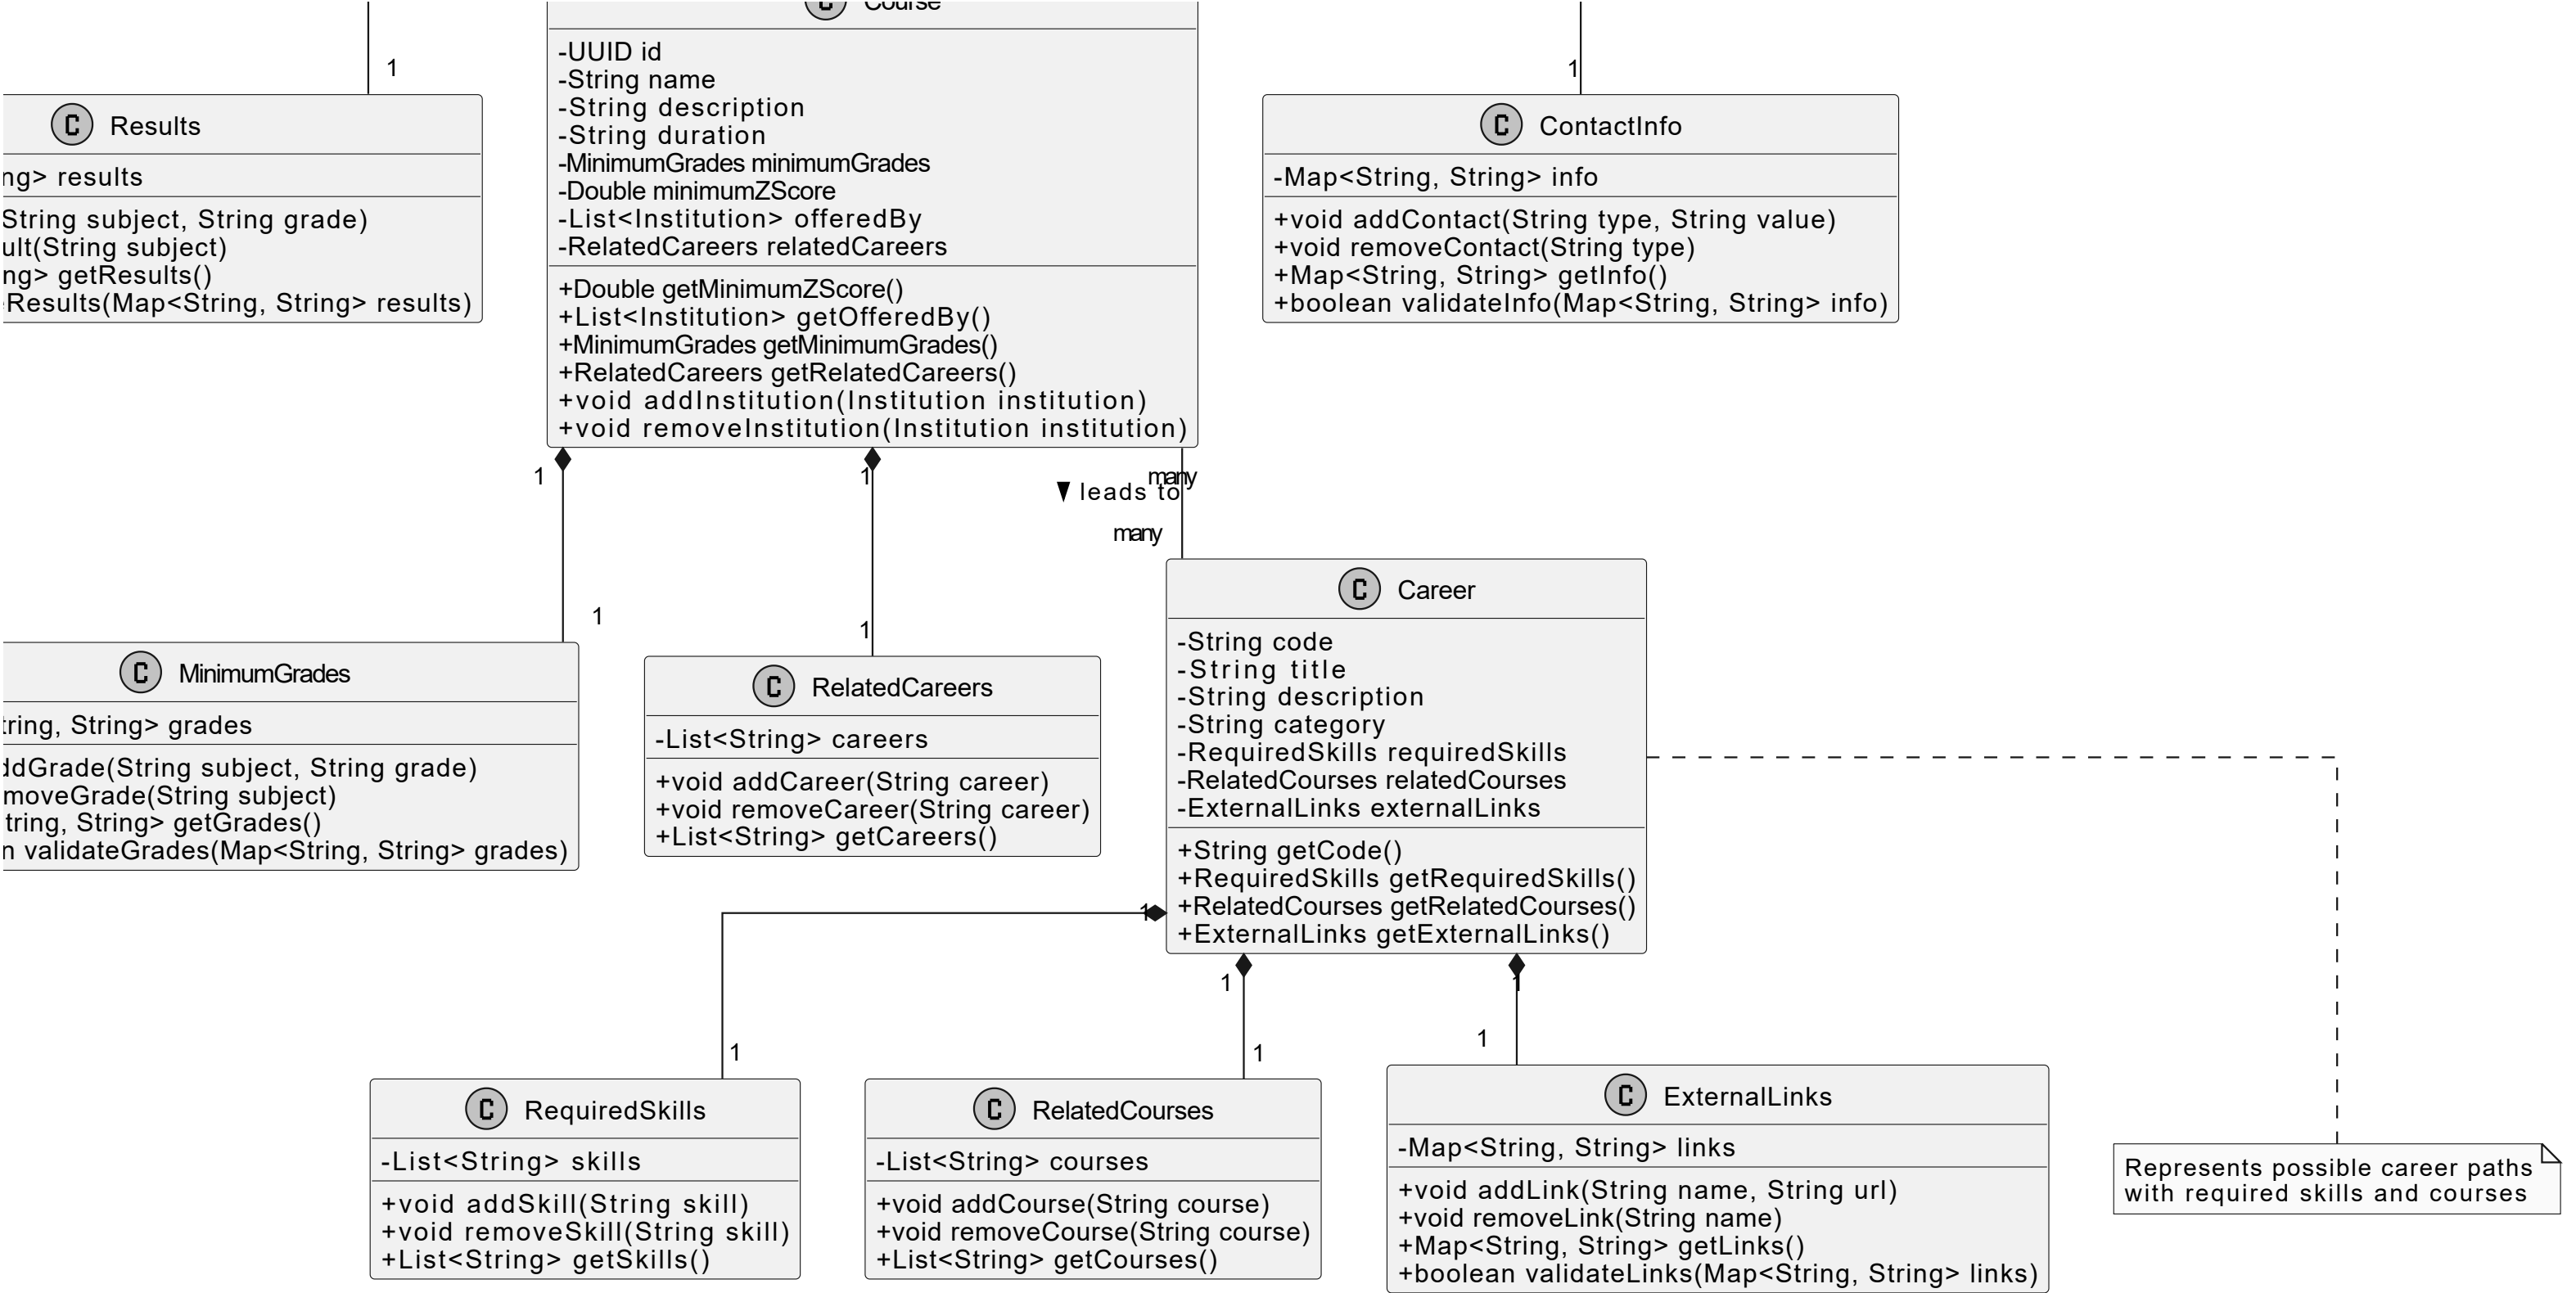 1
C Results
ng> results
String subject, String grade)
ult(String subject)
ng> getResults()
Results(Map<String, String> results)
C Course
-UUID id
-String name
-String description
-String duration
-MinimumGrades minimumGrades
-Double minimumZScore
-List<Institution> offeredBy
-RelatedCareers relatedCareers
+Double getMinimumZScore()
+List<Institution> getOfferedBy()
+MinimumGrades getMinimumGrades()
+RelatedCareers getRelatedCareers()
+void addInstitution(Institution institution)
+void removeInstitution(Institution institution)
1
C ContactInfo
-Map<String, String> info
+void addContact(String type, String value)
+void removeContact(String type)
+Map<String, String> getInfo()
+boolean validateInfo(Map<String, String> info)
1
1
many
leads to
many
1
1
C MinimumGrades
tring, String> grades
ddGrade(String subject, String grade)
moveGrade(String subject)
tring, String> getGrades()
n validateGrades(Map<String, String> grades)
C RelatedCareers
-List<String> careers
+void addCareer(String career)
+void removeCareer(String career)
+List<String> getCareers()
C Career
-String code
-String title
-String description
-String category
-RequiredSkills requiredSkills
-RelatedCourses relatedCourses
-ExternalLinks externalLinks
+String getCode()
+RequiredSkills getRequiredSkills()
+RelatedCourses getRelatedCourses()
+ExternalLinks getExternalLinks()
1
1
1
1
1
1
C RequiredSkills
-List<String> skills
+void addSkill(String skill)
+void removeSkill(String skill)
+List<String> getSkills()
C RelatedCourses
-List<String> courses
+void addCourse(String course)
+void removeCourse(String course)
+List<String> getCourses()
C ExternalLinks
-Map<String, String> links
+void addLink(String name, String url)
+void removeLink(String name)
+Map<String, String> getLinks()
+boolean validateLinks(Map<String, String> links)
Represents possible career paths
with required skills and courses